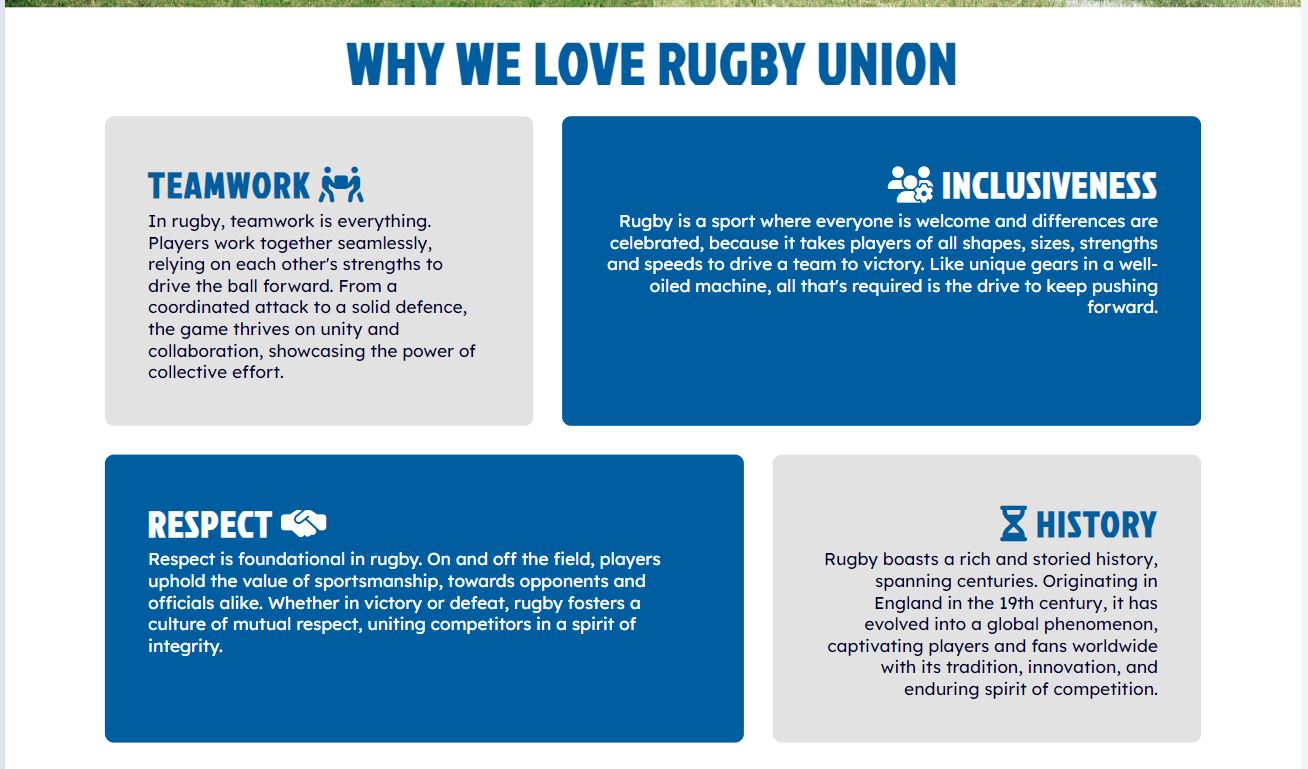 WHY WE LOVE RUGBY UNION
TEAMWORK
In rugby, teamwork is everything.
Players work together seamlessly,
relying on each other's strengths to
drive the ball forward. From a
coordinated attack to a solid defence,
the game thrives on unity and
collaboration, showcasing the power of
collective effort.
INCLUSIVENESS
Rugby is a sport where everyone is welcome and differences are
celebrated, because it takes players of all shapes, sizes, strengths
and speeds to drive a team to victory. Like unique gears in a well-
oiled machine, all that's required is the drive to keep pushing
forward.
RESPECT
Respect is foundational in rugby. On and off the field, players
uphold the value of sportsmanship, towards opponents and
officials alike. Whether in victory or defeat, rugby fosters a
culture of mutual respect, uniting competitors in a spirit of
integrity.
HISTORY
Rugby boasts a rich and storied history,
spanning centuries. Originating in
England in the 19th century, it has
evolved into a global phenomenon,
captivating players and fans worldwide
with its tradition, innovation, and
enduring spirit of competition.